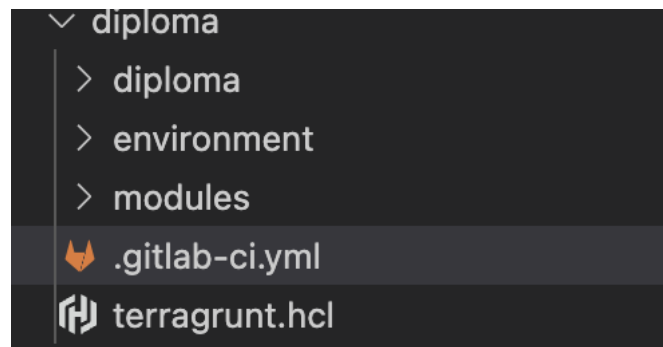 diploma
diploma
environment
modules
.gitlab-ci.yml
terragrunt.hcl